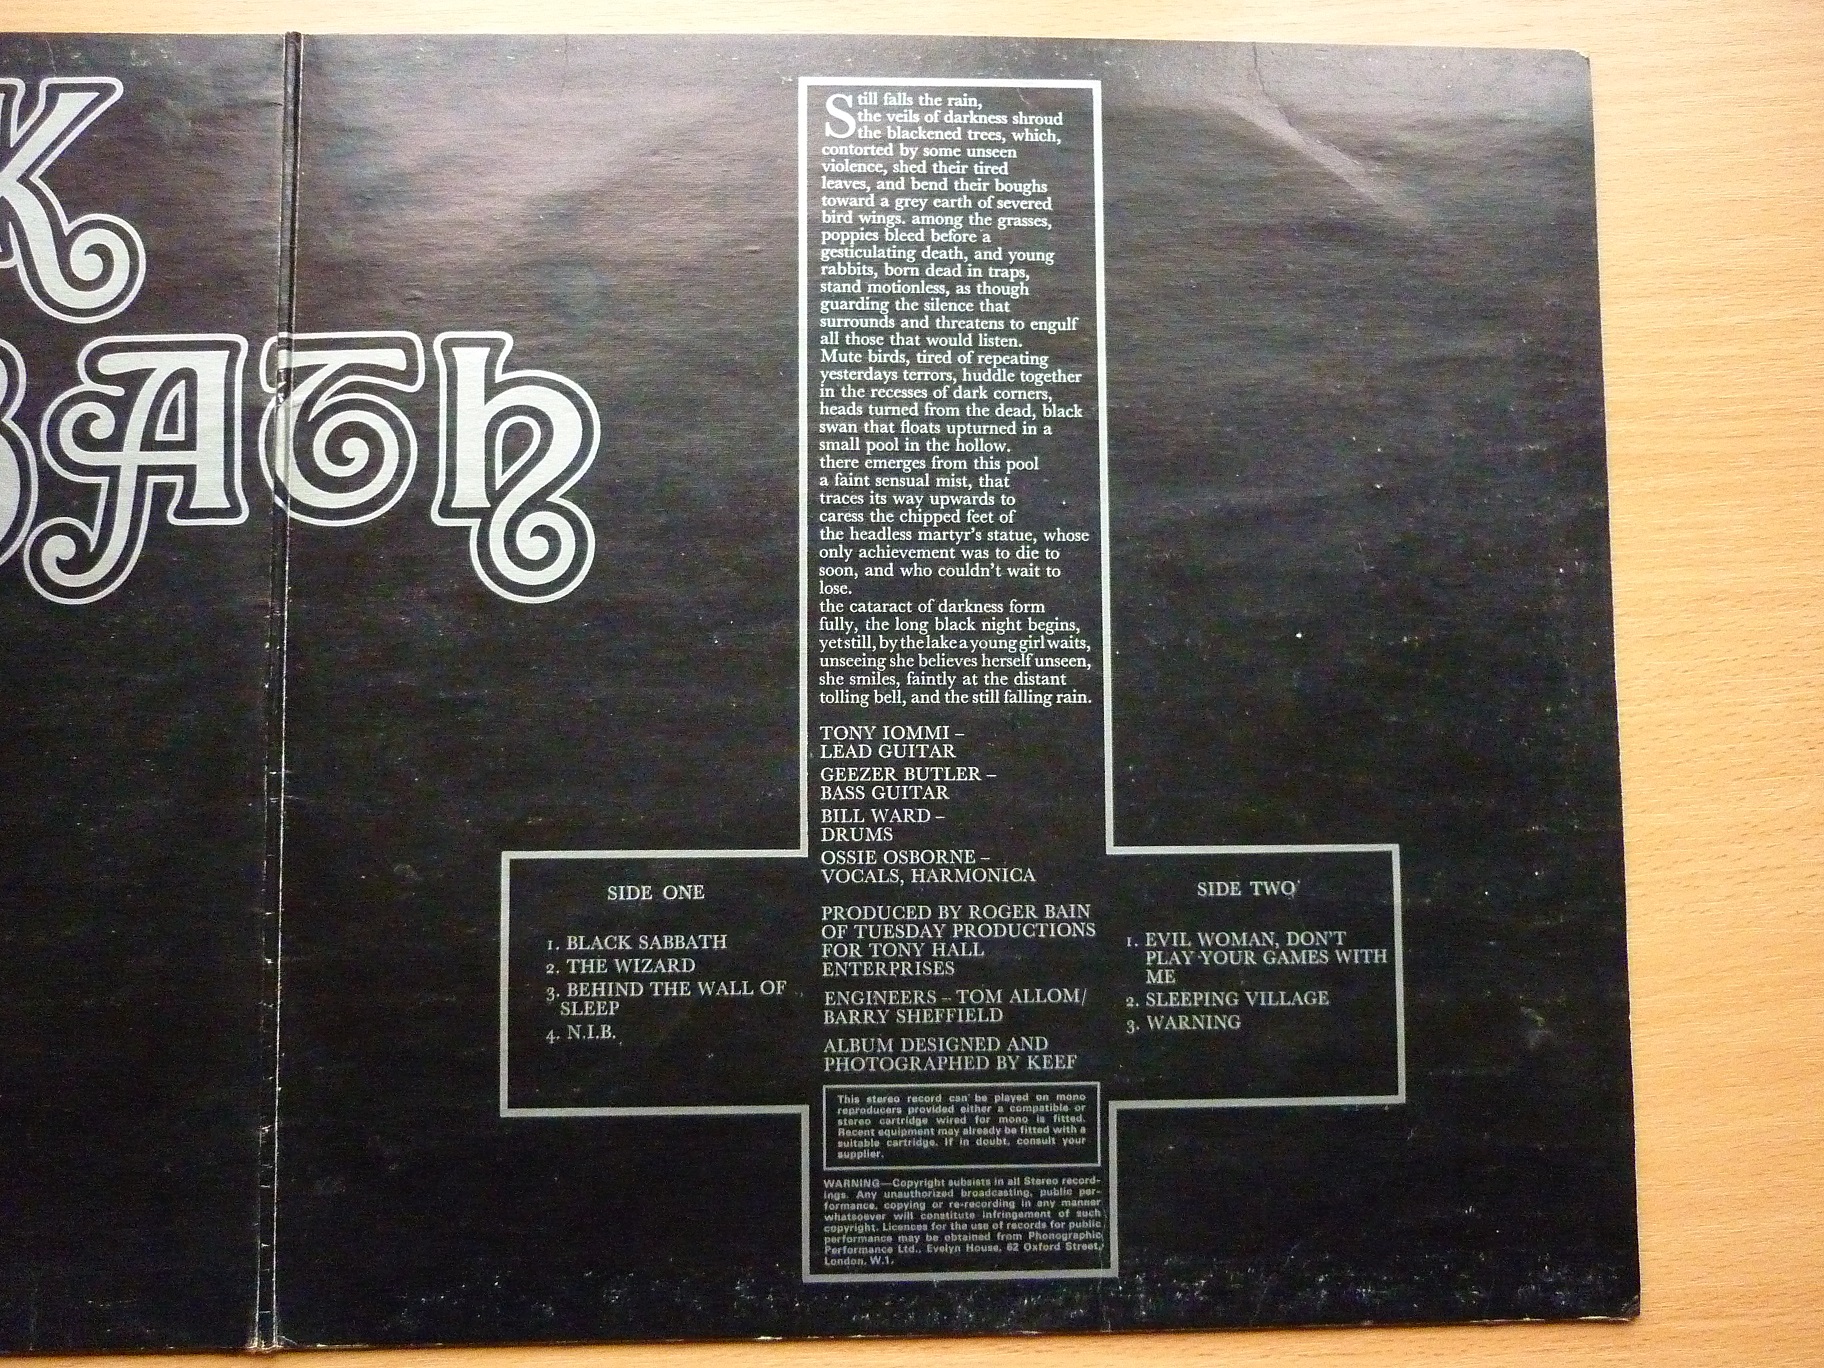 K
BATH
Still falls the rain,
the veils of darkness shroud
the blackened trees, which,
contorted by some unseen
violence, shed their tired
leaves, and bend their boughs
toward a grey earth of severed
bird wings. among the grasses,
poppies bleed before a
gesticulating death, and young
rabbits, born dead in traps,
stand motionless, as though
guarding the silence that
surrounds and threatens to engulf
all those that would listen.
Mute birds, tired of repeating
yesterdays terrors, huddle together
in the recesses of dark corners,
heads turned from the dead, black
swan that floats upturned in a
small pool in the hollow.
there emerges from this pool
a faint sensual mist, that
traces its way upwards to
caress the chipped feet of
the headless martyr's statue, whose
only achievement was to die to
soon, and who couldn't wait to
lose.
the cataract of darkness form
fully, the long black night begins,
yet still, by the lake a young girl waits,
unseeing she believes herself unseen,
she smiles, faintly at the distant
tolling bell, and the still falling rain.
TONY IOMMI –
LEAD GUITAR
GEEZER BUTLER –
BASS GUITAR
BILL WARD –
DRUMS
OSSIE OSBORNE –
VOCALS, HARMONICA
PRODUCED BY ROGER BAIN
OF TUESDAY PRODUCTIONS
FOR TONY HALL
ENTERPRISES
ENGINEERS – TOM ALLOM/
BARRY SHEFFIELD
ALBUM DESIGNED AND
PHOTOGRAPHED BY KEEF
SIDE ONE
1. BLACK SABBATH
2. THE WIZARD
3. BEHIND THE WALL OF
SLEEP
4. N.I.B.
SIDE TWO
1. EVIL WOMAN, DON'T
PLAY YOUR GAMES WITH
ME
2. SLEEPING VILLAGE
3. WARNING
This stereo record can be played on mono
reproducers provided either a compatible or
stereo cartridge wired for mono is fitted.
Recent equipment may already be fitted with a
suitable cartridge. If in doubt, consult your
supplier.
WARNING—Copyright subsists in all Stereo record-
ings. Any unauthorized broadcasting, public per-
formance, copying or re-recording in any manner
whatsoever will constitute infringement of such
copyright. Licences for the use of records for public
performance may be obtained from Phonographic
Performance Ltd., Evelyn House, 62 Oxford Street,
London, W.1.